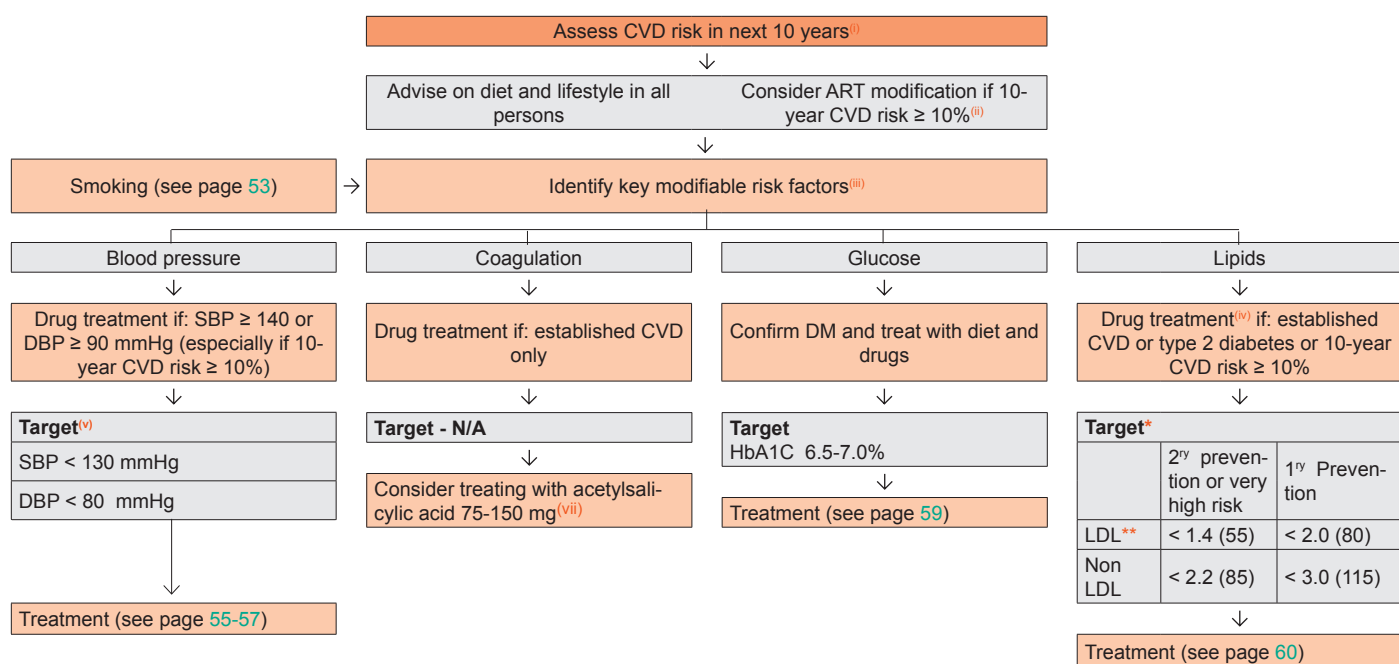 Assess CVD risk in next 10 years(i)
Advise on diet and lifestyle in all
persons
Consider ART modification if 10-
year CVD risk ≥ 10%(ii)
Smoking (see page 53)
Identify key modifiable risk factors(iii)
Blood pressure
Drug treatment if: SBP ≥ 140 or
DBP ≥ 90 mmHg (especially if 10-
year CVD risk ≥ 10%)
Target(v)
SBP < 130 mmHg
DBP < 80 mmHg
Treatment (see page 55-57)
Coagulation
Drug treatment if: established CVD
only
Target - N/A
Consider treating with acetylsali-
cylic acid 75-150 mg(vii)
Glucose
Confirm DM and treat with diet and
drugs
Target
HbA1C 6.5-7.0%
Treatment (see page 59)
Lipids
Drug treatment(iv) if: established
CVD or type 2 diabetes or 10-year
CVD risk ≥ 10%
Target*
2ry preven-
tion or very
high risk
1ry Preven-
tion
LDL** < 1.4 (55) < 2.0 (80)
Non
LDL
< 2.2 (85) < 3.0 (115)
Treatment (see page 60)